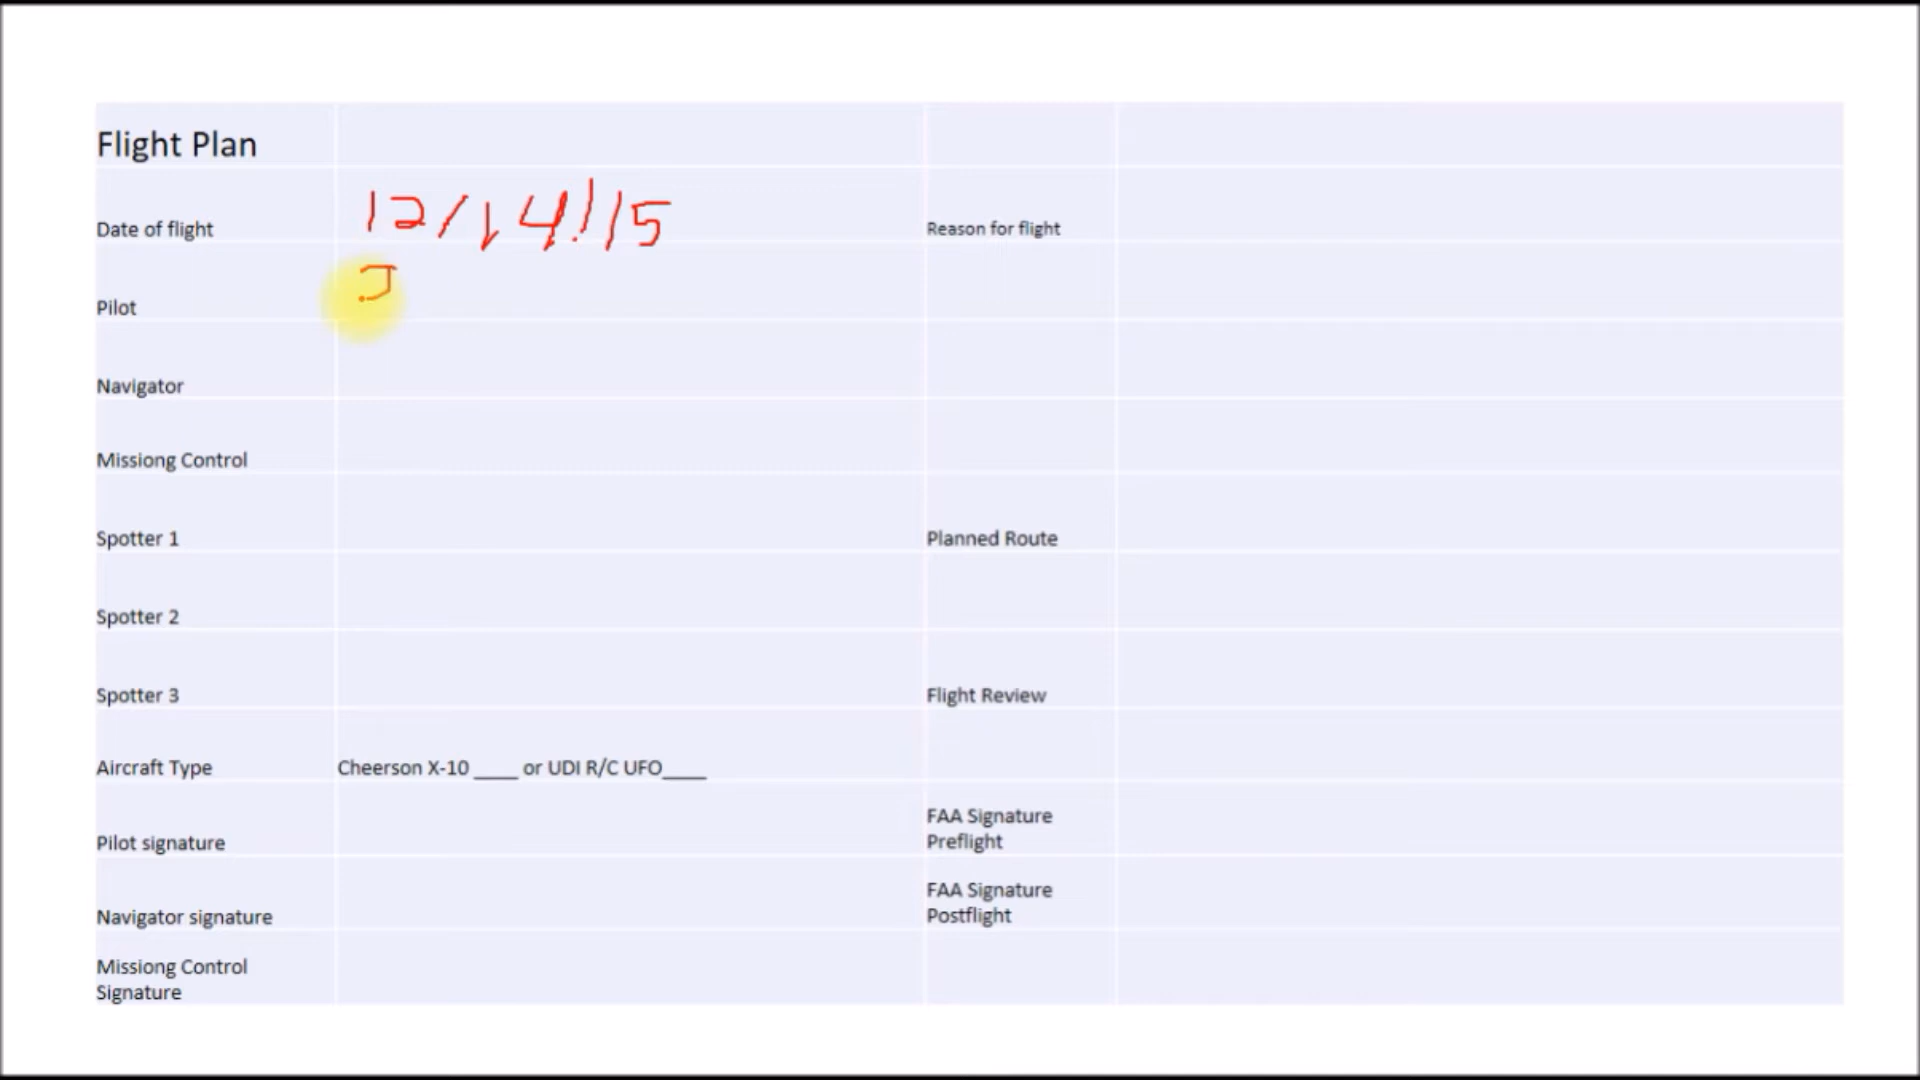 Flight Plan
Date of flight 12/14/15 Reason for flight
Pilot J
Navigator
Missiong Control
Spotter 1 Planned Route
Spotter 2
Spotter 3 Flight Review
Aircraft Type Cheerson X-10 ____ or UDI R/C UFO____
Pilot signature FAA Signature Preflight
Navigator signature FAA Signature Postflight
Missiong Control Signature